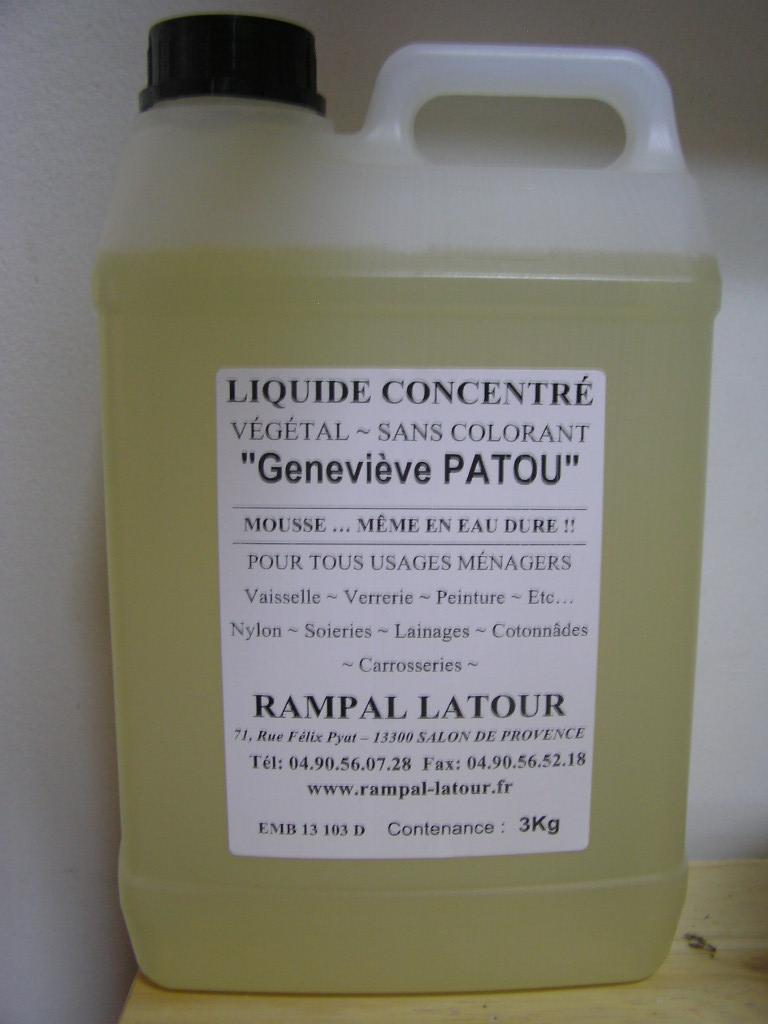 LIQUIDE CONCENTRÉ
VÉGÉTAL ~ SANS COLORANT
"Geneviève PATOU"
MOUSSE ... MÊME EN EAU DURE !!
POUR TOUS USAGES MÉNAGERS
Vaisselle ~ Verrerie ~ Peinture ~ Etc...
Nylon ~ Soieries ~ Lainages ~ Cotonnâdes
~ Carrosseries ~
RAMPAL LATOUR
71, Rue Félix Pyat – 13300 SALON DE PROVENCE
Tél: 04.90.56.07.28 Fax: 04.90.56.52.18
www.rampal-latour.fr
EMB 13 103 D Contenance : 3Kg